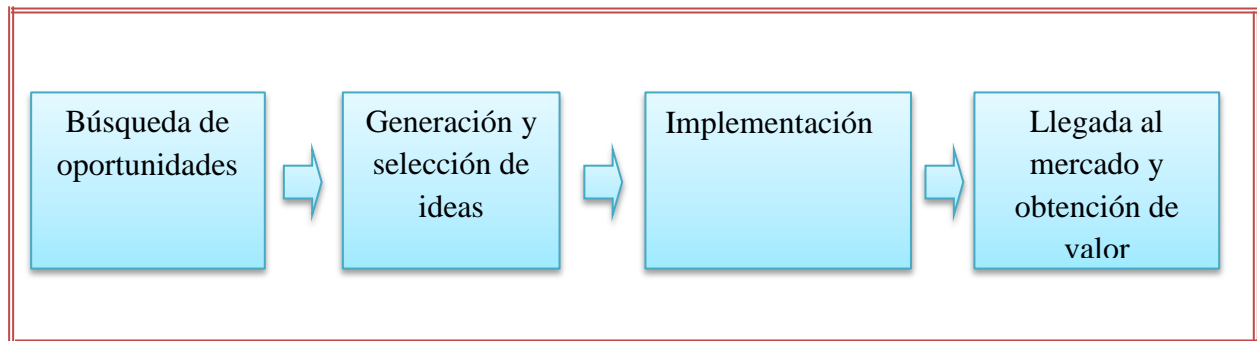 Búsqueda de
oportunidades
Generación y
selección de
ideas
Implementación
Llegada al
mercado y
obtención de
valor